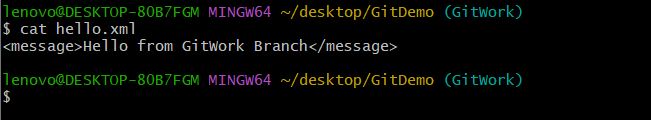 lenovo@DESKTOP-80B7FGM MINGW64 ~/desktop/GitDemo (GitWork)
$ cat hello.xml
<message>Hello from GitWork Branch</message>
lenovo@DESKTOP-80B7FGM MINGW64 ~/desktop/GitDemo (GitWork)
$